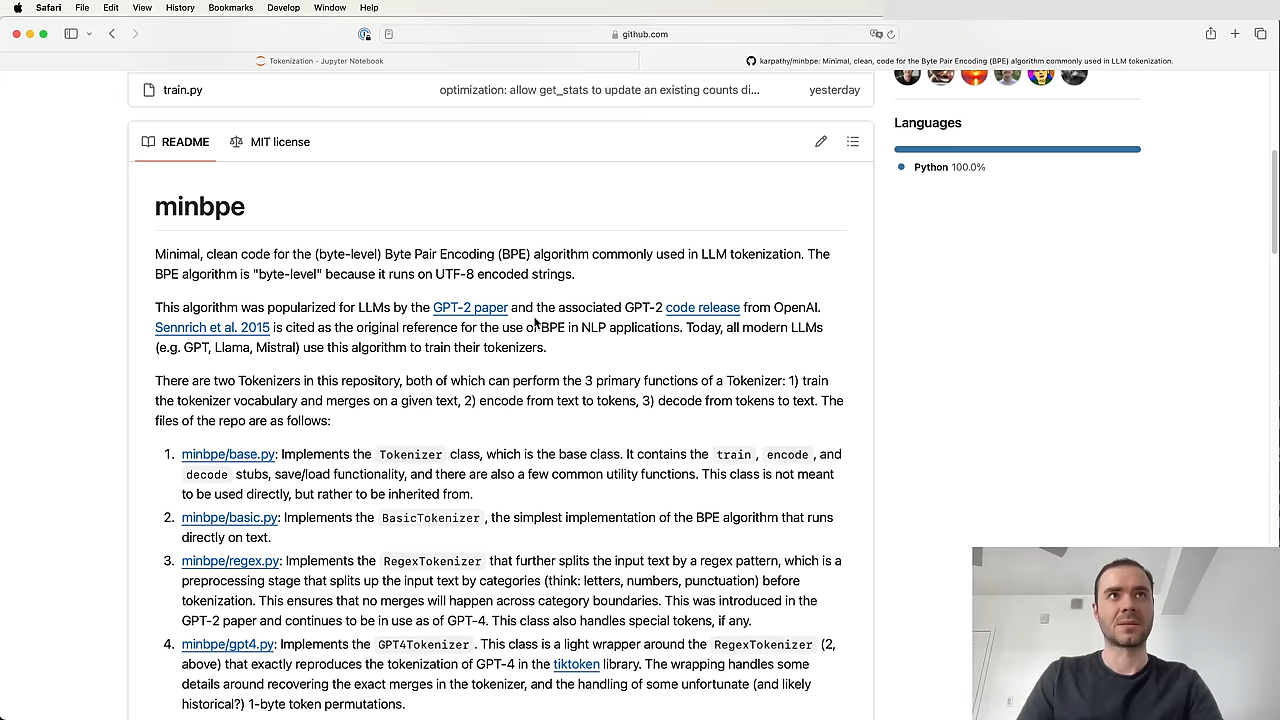 Safari File Edit View History Bookmarks Develop Window Help
github.com
Tokenization - Jupyter Notebook
karpathy/minbpe: Minimal, clean, code for the Byte Pair Encoding (BPE) algorithm commonly used in LLM tokenization.
train.py optimization: allow get_stats to update an existing counts di... yesterday
README MIT license
minbpe
Minimal, clean code for the (byte-level) Byte Pair Encoding (BPE) algorithm commonly used in LLM tokenization. The
BPE algorithm is "byte-level" because it runs on UTF-8 encoded strings.
This algorithm was popularized for LLMs by the GPT-2 paper and the associated GPT-2 code release from OpenAI.
Sennrich et al. 2015 is cited as the original reference for the use of BPE in NLP applications. Today, all modern LLMs
(e.g. GPT, Llama, Mistral) use this algorithm to train their tokenizers.
There are two Tokenizers in this repository, both of which can perform the 3 primary functions of a Tokenizer: 1) train
the tokenizer vocabulary and merges on a given text, 2) encode from text to tokens, 3) decode from tokens to text. The
files of the repo are as follows:
1. minbpe/base.py: Implements the Tokenizer class, which is the base class. It contains the train, encode, and
decode stubs, save/load functionality, and there are also a few common utility functions. This class is not meant
to be used directly, but rather to be inherited from.
2. minbpe/basic.py: Implements the BasicTokenizer, the simplest implementation of the BPE algorithm that runs
directly on text.
3. minbpe/regex.py: Implements the RegexTokenizer that further splits the input text by a regex pattern, which is a
preprocessing stage that splits up the input text by categories (think: letters, numbers, punctuation) before
tokenization. This ensures that no merges will happen across category boundaries. This was introduced in the
GPT-2 paper and continues to be in use as of GPT-4. This class also handles special tokens, if any.
4. minbpe/gpt4.py: Implements the GPT4Tokenizer. This class is a light wrapper around the RegexTokenizer (2,
above) that exactly reproduces the tokenization of GPT-4 in the tiktoken library. The wrapping handles some
details around recovering the exact merges in the tokenizer, and the handling of some unfortunate (and likely
historical?) 1-byte token permutations.
Languages
Python 100.0%